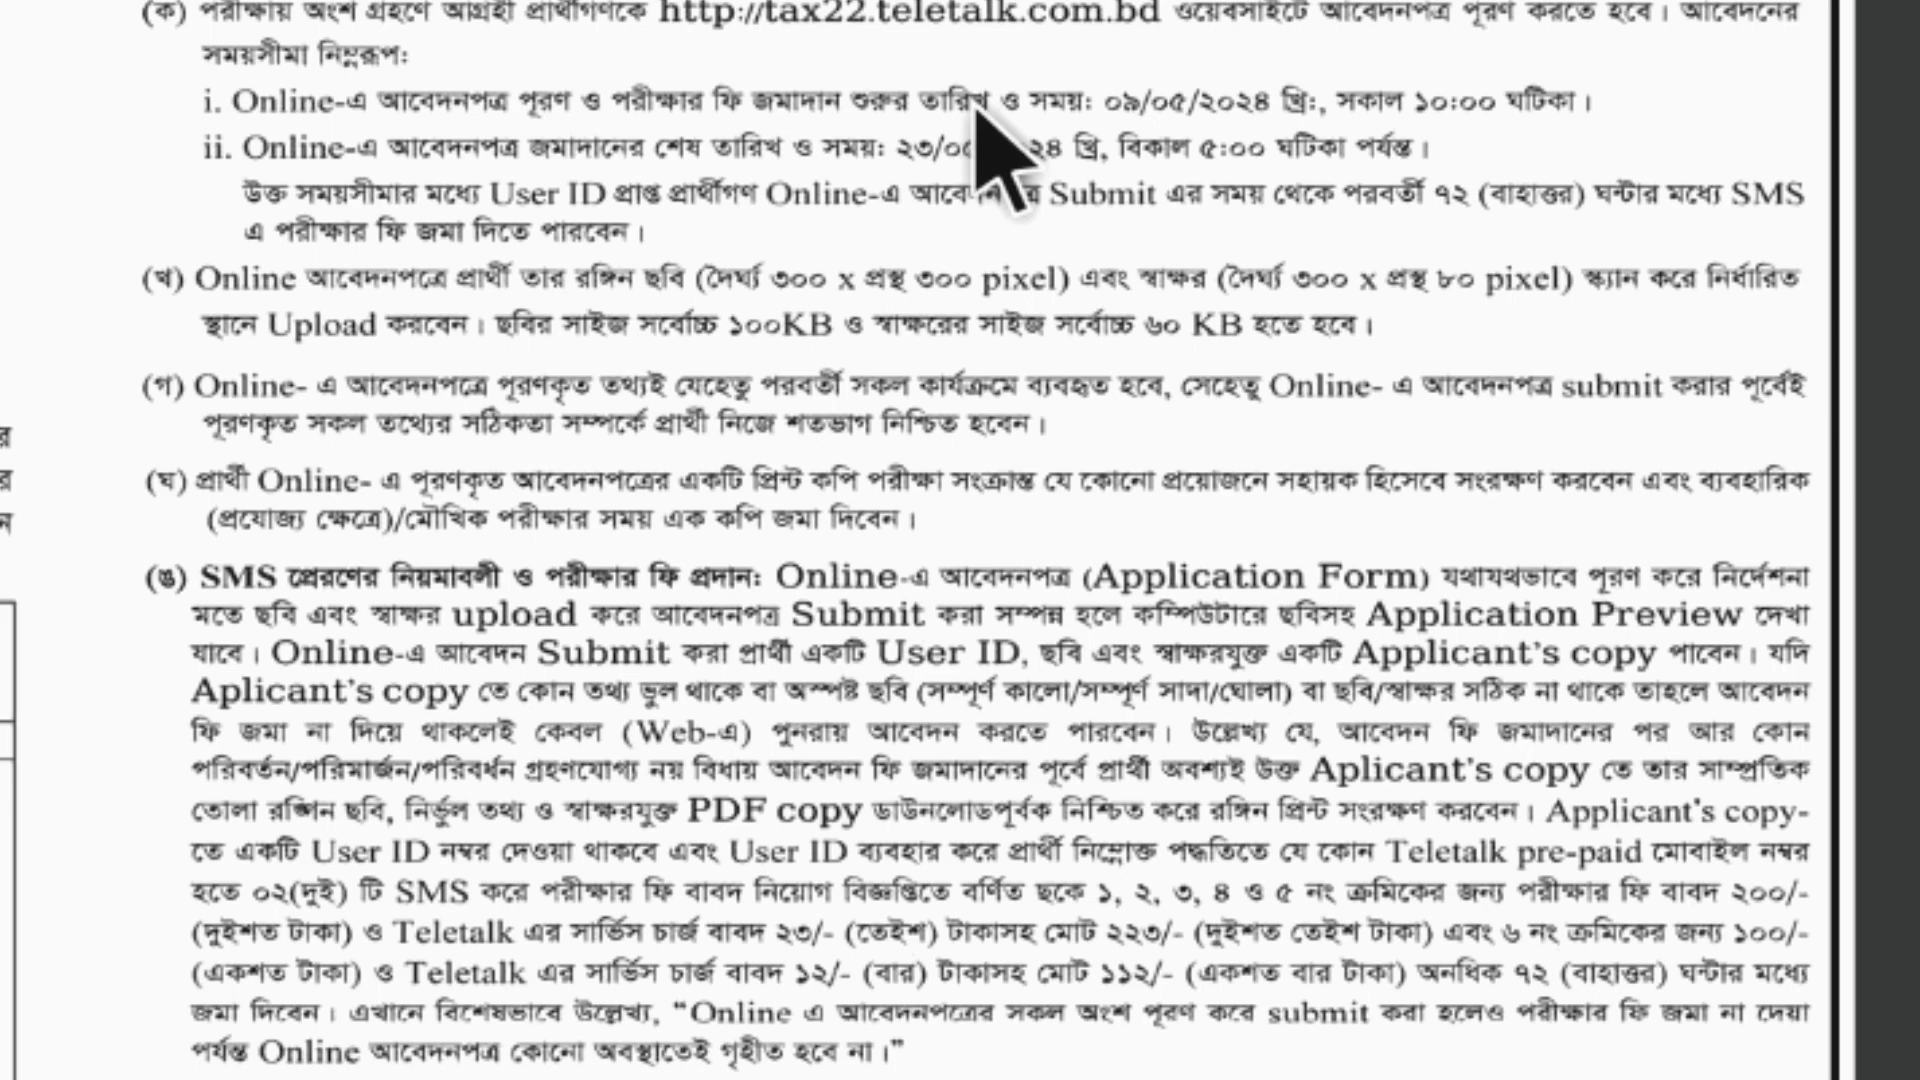 (ক) পরীক্ষায় অংশ গ্রহণে আগ্রহী প্রার্থীগণকে http://tax22.teletalk.com.bd ওয়েবসাইটে আবেদনপত্র পূরণ করতে হবে। আবেদনের
সময়সীমা নিম্নরূপ:
i. Online-এ আবেদনপত্র পূরণ ও পরীক্ষার ফি জমাদান শুরুর তারিখ ও সময়: ০৯/০৫/২০২৪ খ্রি:, সকাল ১০:০০ ঘটিকা।
ii. Online-এ আবেদনপত্র জমাদানের শেষ তারিখ ও সময়: ২৩/০৫ ২৪ খ্রি, বিকাল ৫:০০ ঘটিকা পর্যন্ত।
উক্ত সময়সীমার মধ্যে User ID প্রাপ্ত প্রার্থীগণ Online-এ Submit এর সময় থেকে পরবর্তী ৭২ (বাহাত্তর) ঘন্টার মধ্যে SMS
র
এ পরীক্ষার ফি জমা দিতে পারবেন।
(খ) Online আবেদনপত্রে প্রার্থী তার রঙ্গিন ছবি (দৈর্ঘ্য ৩০০ x প্রস্থ ৩০০ pixel) এবং স্বাক্ষর (দৈর্ঘ্য ৩০০ x প্রস্থ ৮০ pixel) স্ক্যান করে নির্ধারিত
স্থানে Upload করবেন। ছবির সাইজ সর্বোচ্চ ১০০KB ও স্বাক্ষরের সাইজ সর্বোচ্চ ৬০ KB হতে হবে।
(গ) Online- এ আবেদনপত্রে পূরণকৃত তথ্যই যেহেতু পরবর্তী সকল কার্যক্রমে ব্যবহৃত হবে, সেহেতু Online- এ আবেদনপত্র submit করার পূর্বেই
পূরণকৃত সকল তথ্যের সঠিকতা সম্পর্কে প্রার্থী নিজে শতভাগ নিশ্চিত হবেন।
র
(ঘ) প্রার্থী Online- এ পূরণকৃত আবেদনপত্রের একটি প্রিন্ট কপি পরীক্ষা সংক্রান্ত যে কোনো প্রয়োজনে সহায়ক হিসেবে সংরক্ষণ করবেন এবং ব্যবহারিক
ন
(প্রযোজ্য ক্ষেত্রে)/মৌখিক পরীক্ষার সময় এক কপি জমা দিবেন।
(ঙ) SMS প্রেরণের নিয়মাবলী ও পরীক্ষার ফি প্রদান: Online-এ আবেদনপত্র (Application Form) যথাযথভাবে পূরণ করে নির্দেশনা
মতে ছবি এবং স্বাক্ষর upload করে আবেদনপত্র Submit করা সম্পন্ন হলে কম্পিউটারে ছবিসহ Application Preview দেখা
যাবে। Online-এ আবেদন Submit করা প্রার্থী একটি User ID, ছবি এবং স্বাক্ষরযুক্ত একটি Applicant's copy পাবেন। যদি
Aplicant's copy তে কোন তথ্য ভুল থাকে বা অস্পষ্ট ছবি (সম্পূর্ণ কালো/সম্পূর্ণ সাদা/ঘোলা) বা ছবি/স্বাক্ষর সঠিক না থাকে তাহলে আবেদন
ফি জমা না দিয়ে থাকলেই কেবল (Web-এ) পুনরায় আবেদন করতে পারবেন। উল্লেখ্য যে, আবেদন ফি জমাদানের পর আর কোন
পরিবর্তন/পরিমার্জন/পরিবর্ধন গ্রহণযোগ্য নয় বিধায় আবেদন ফি জমাদানের পূর্বে প্রার্থী অবশ্যই উক্ত Aplicant's copy তে তার সাম্প্রতিক
তোলা রঙ্গিন ছবি, নির্ভুল তথ্য ও স্বাক্ষরযুক্ত PDF copy ডাউনলোডপূর্বক নিশ্চিত করে রঙ্গিন প্রিন্ট সংরক্ষণ করবেন। Applicant's copy-
তে একটি User ID নম্বর দেওয়া থাকবে এবং User ID ব্যবহার করে প্রার্থী নিম্নোক্ত পদ্ধতিতে যে কোন Teletalk pre-paid মোবাইল নম্বর
হতে ০২(দুই) টি SMS করে পরীক্ষার ফি বাবদ নিয়োগ বিজ্ঞপ্তিতে বর্ণিত ছকে ১, ২, ৩, ৪ ও ৫ নং ক্রমিকের জন্য পরীক্ষার ফি বাবদ ২০০/-
(দুইশত টাকা) ও Teletalk এর সার্ভিস চার্জ বাবদ ২৩/- (তেইশ) টাকাসহ মোট ২২৩/- (দুইশত তেইশ টাকা) এবং ৬ নং ক্রমিকের জন্য ১০০/-
(একশত টাকা) ও Teletalk এর সার্ভিস চার্জ বাবদ ১২/- (বার) টাকাসহ মোট ১১২/- (একশত বার টাকা) অনধিক ৭২ (বাহাত্তর) ঘন্টার মধ্যে
জমা দিবেন। এখানে বিশেষভাবে উল্লেখ্য, “Online এ আবেদনপত্রের সকল অংশ পূরণ করে submit করা হলেও পরীক্ষার ফি জমা না দেয়া
পর্যন্ত Online আবেদনপত্র কোনো অবস্থাতেই গৃহীত হবে না।”